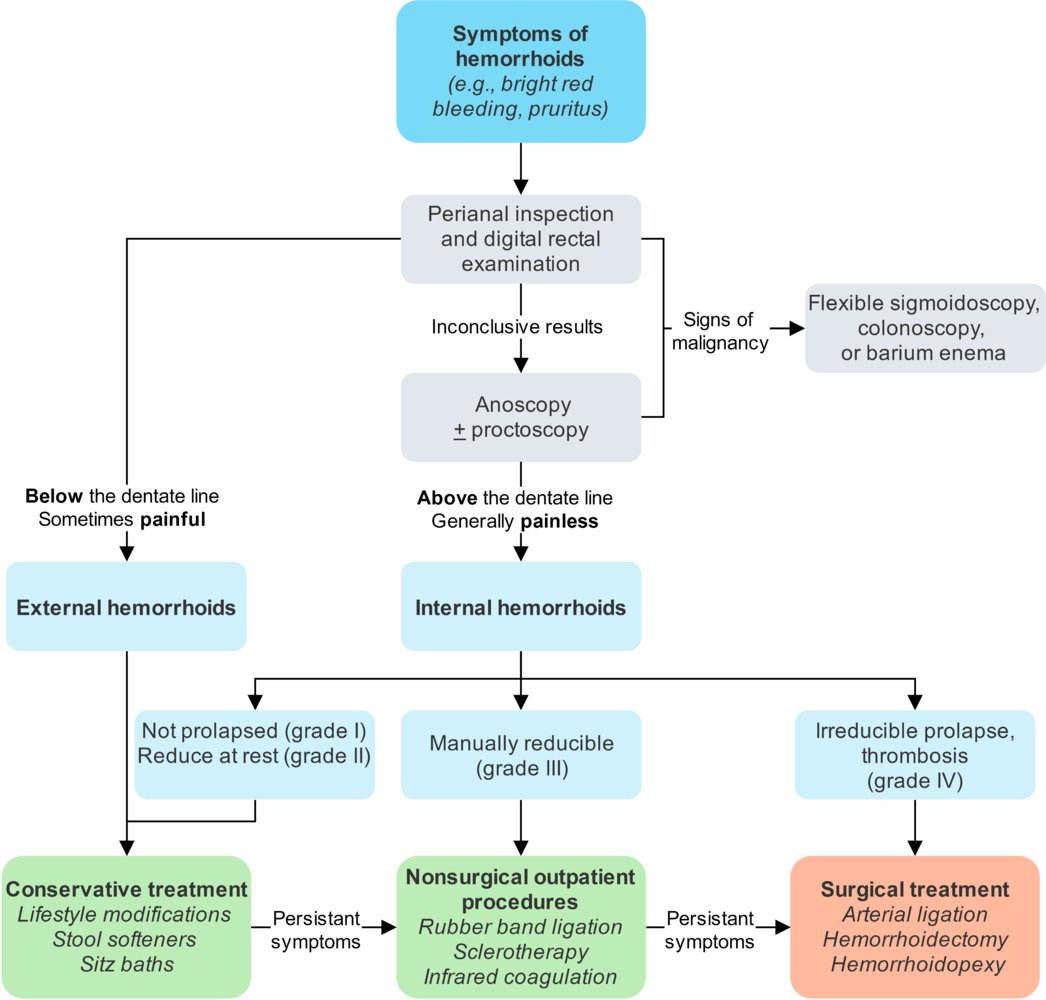 Symptoms of
hemorrhoids
(e.g., bright red
bleeding, pruritus)
Perianal inspection
and digital rectal
examination
Inconclusive results
Signs of
malignancy
Flexible sigmoidoscopy,
colonoscopy,
or barium enema
Anoscopy
± proctoscopy
Below the dentate line
Sometimes painful
Above the dentate line
Generally painless
External hemorrhoids
Internal hemorrhoids
Not prolapsed (grade I)
Reduce at rest (grade II)
Manually reducible
(grade III)
Irreducible prolapse,
thrombosis
(grade IV)
Conservative treatment
Lifestyle modifications
Stool softeners
Sitz baths
Persistant
symptoms
Nonsurgical outpatient
procedures
Rubber band ligation
Sclerotherapy
Infrared coagulation
Persistant
symptoms
Surgical treatment
Arterial ligation
Hemorrhoidectomy
Hemorrhoidopexy